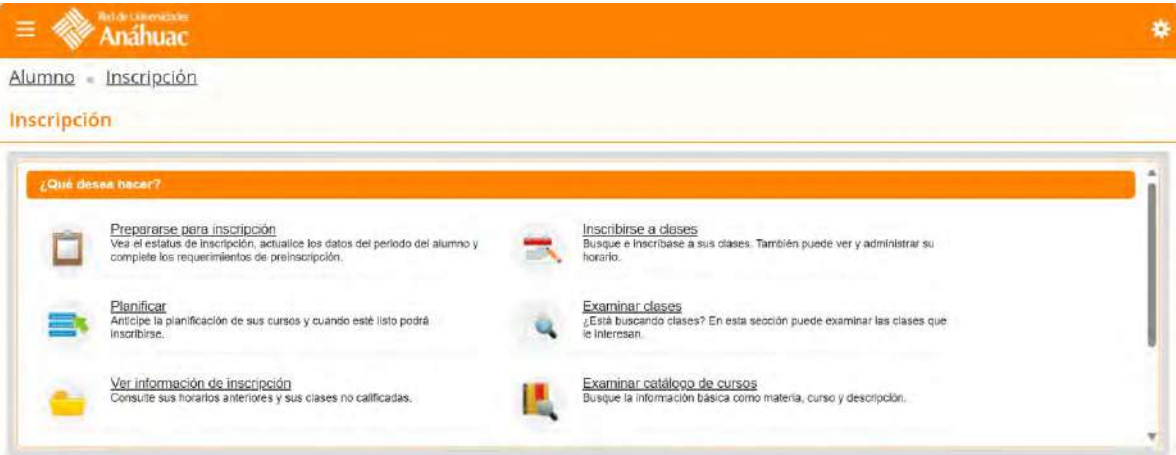 Red de Universidades
Anáhuac
Alumno Inscripción
Inscripción
¿Qué desea hacer?
Prepararse para inscripción
Vea el estatus de inscripción, actualice los datos del periodo del alumno y
complete los requerimientos de preinscripción.
Inscribirse a clases
Busque e inscríbase a sus clases. También puede ver y administrar su
horario.
Planificar
Anticipe la planificación de sus cursos y cuando esté listo podrá
inscribirse.
Examinar clases
¿Está buscando clases? En esta sección puede examinar las clases que
le interesan.
Ver información de inscripción
Consulte sus horarios anteriores y sus clases no calificadas.
Examinar catálogo de cursos
Busque la información básica como materia, curso y descripción.